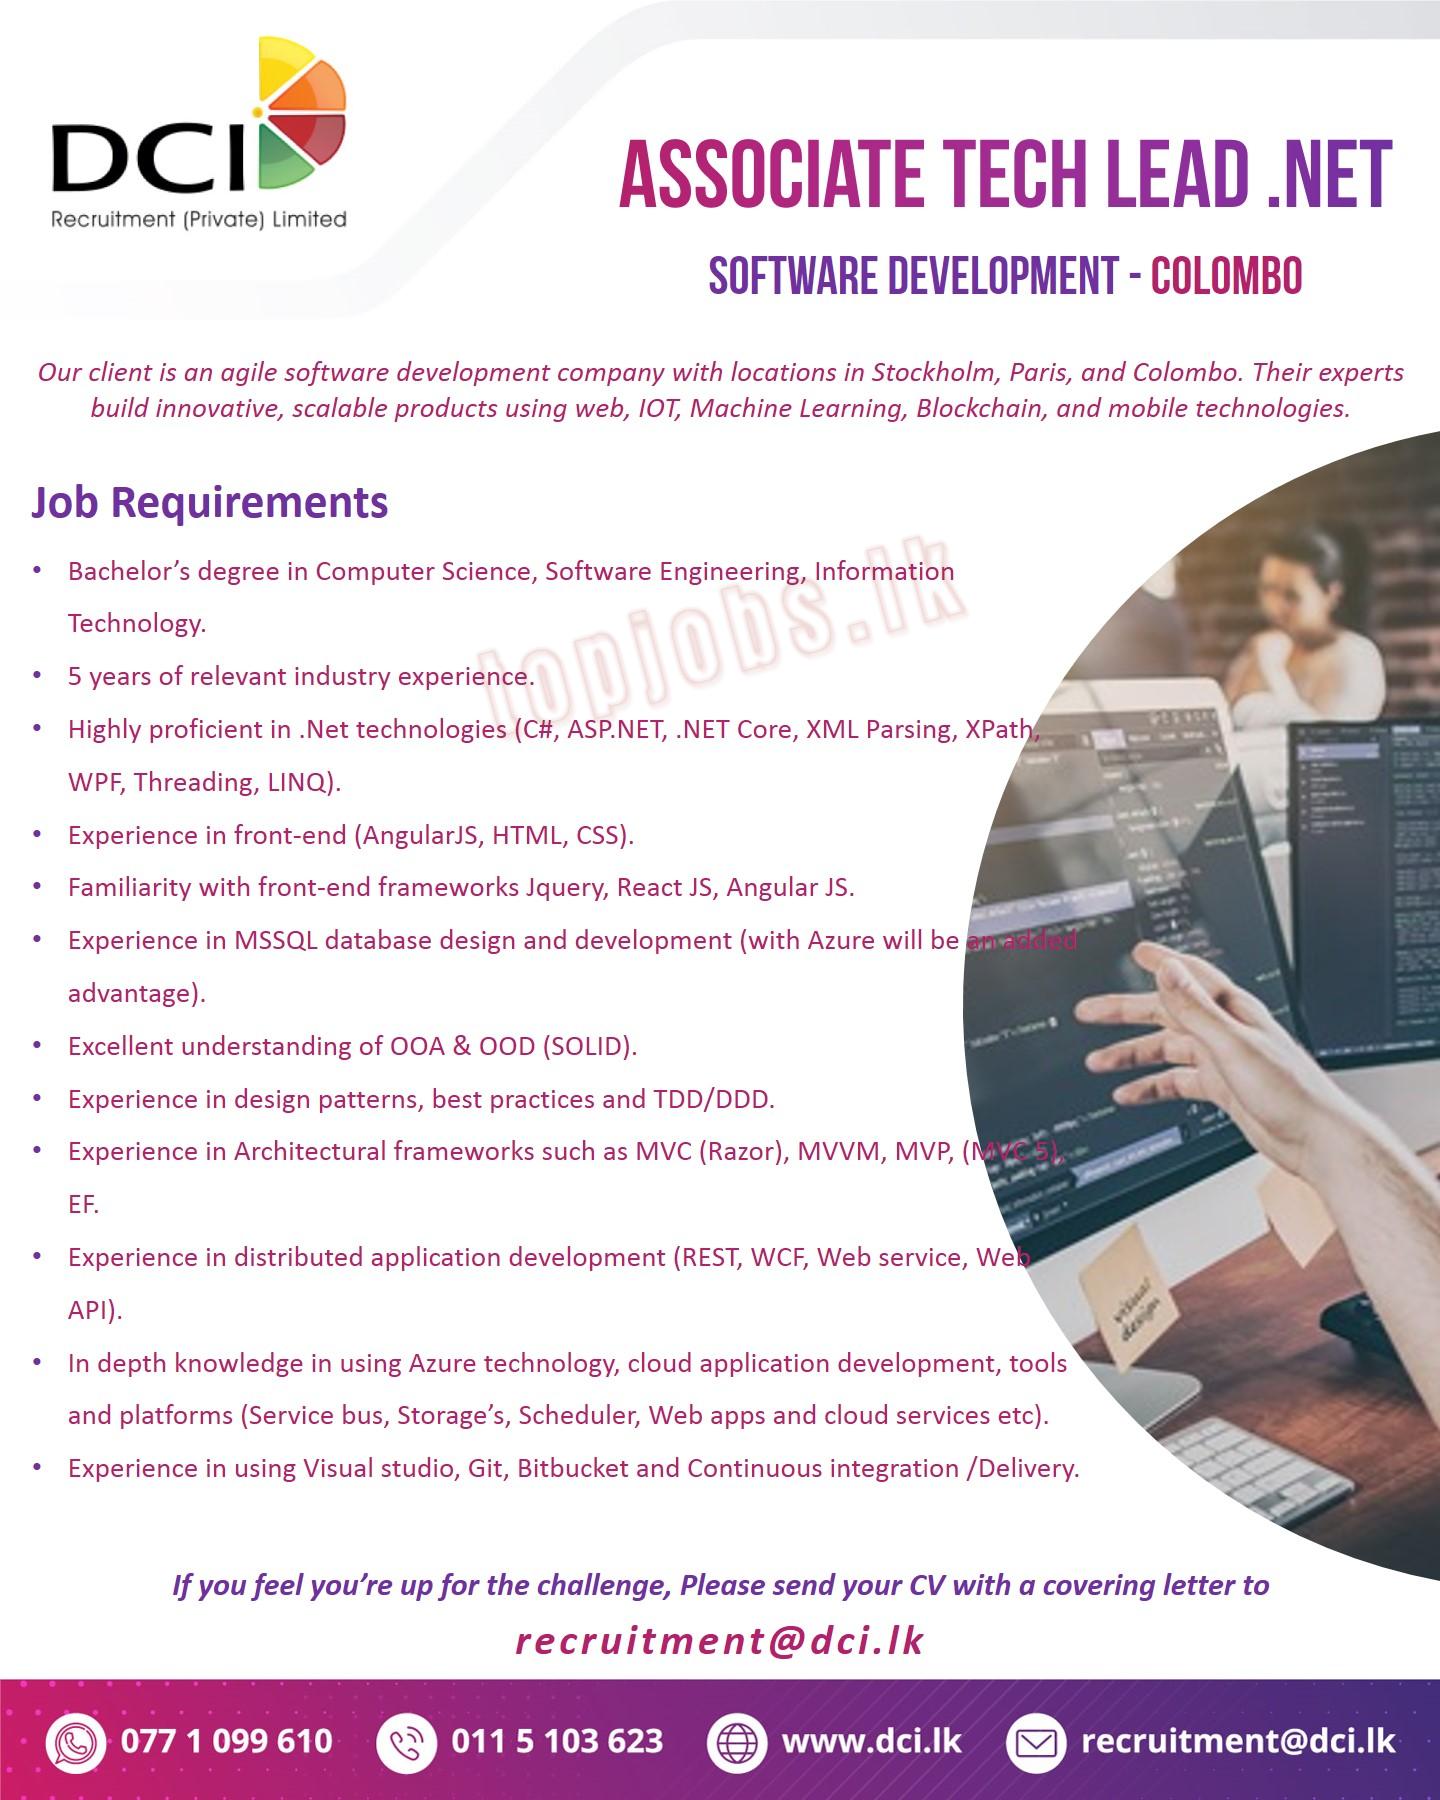 DCI
Recruitment (Private) Limited
ASSOCIATE TECH LEAD .NET
SOFTWARE DEVELOPMENT - COLOMBO
Our client is an agile software development company with locations in Stockholm, Paris, and Colombo. Their experts
build innovative, scalable products using web, IOT, Machine Learning, Blockchain, and mobile technologies.
Job Requirements
• Bachelor’s degree in Computer Science, Software Engineering, Information
Technology.
• 5 years of relevant industry experience.
• Highly proficient in .Net technologies (C#, ASP.NET, .NET Core, XML Parsing, XPath,
WPF, Threading, LINQ).
• Experience in front-end (AngularJS, HTML, CSS).
• Familiarity with front-end frameworks Jquery, React JS, Angular JS.
• Experience in MSSQL database design and development (with Azure will be an added
advantage).
• Excellent understanding of OOA & OOD (SOLID).
• Experience in design patterns, best practices and TDD/DDD.
• Experience in Architectural frameworks such as MVC (Razor), MVVM, MVP, (MVC 5),
EF.
• Experience in distributed application development (REST, WCF, Web service, Web
API).
• In depth knowledge in using Azure technology, cloud application development, tools
and platforms (Service bus, Storage’s, Scheduler, Web apps and cloud services etc).
• Experience in using Visual studio, Git, Bitbucket and Continuous integration /Delivery.
topjobs.lk
visual
design
If you feel you’re up for the challenge, Please send your CV with a covering letter to
recruitment@dci.lk
077 1 099 610
011 5 103 623
www.dci.lk
recruitment@dci.lk